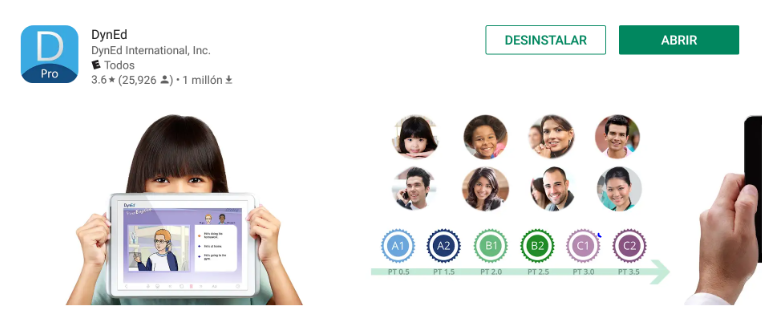 D
Pro
DynEd
DynEd International, Inc.
E Todos
3.6★ (25,926) • 1 millón
DESINSTALAR
ABRIR
DynEd
A1 A2 B1 B2 C1 C2
PT 0.5 PT 1.5 PT 2.0 PT 2.5 PT 3.0 PT 3.5